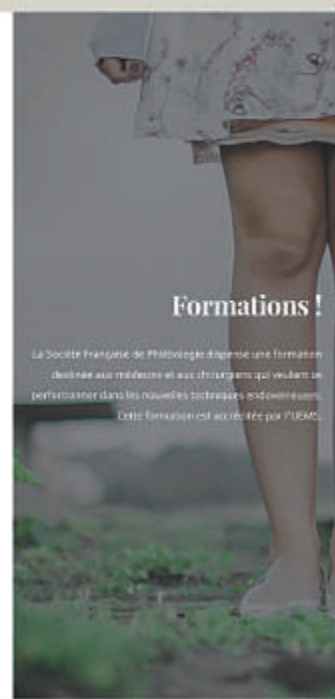 Formations !
La Société Française de Phlébologie dispense une formation
destinée aux médecins et aux chirurgiens qui veulent se
perfectionner dans les nouvelles techniques endoveineuses.
Cette formation est accréditée par l'UEMS.